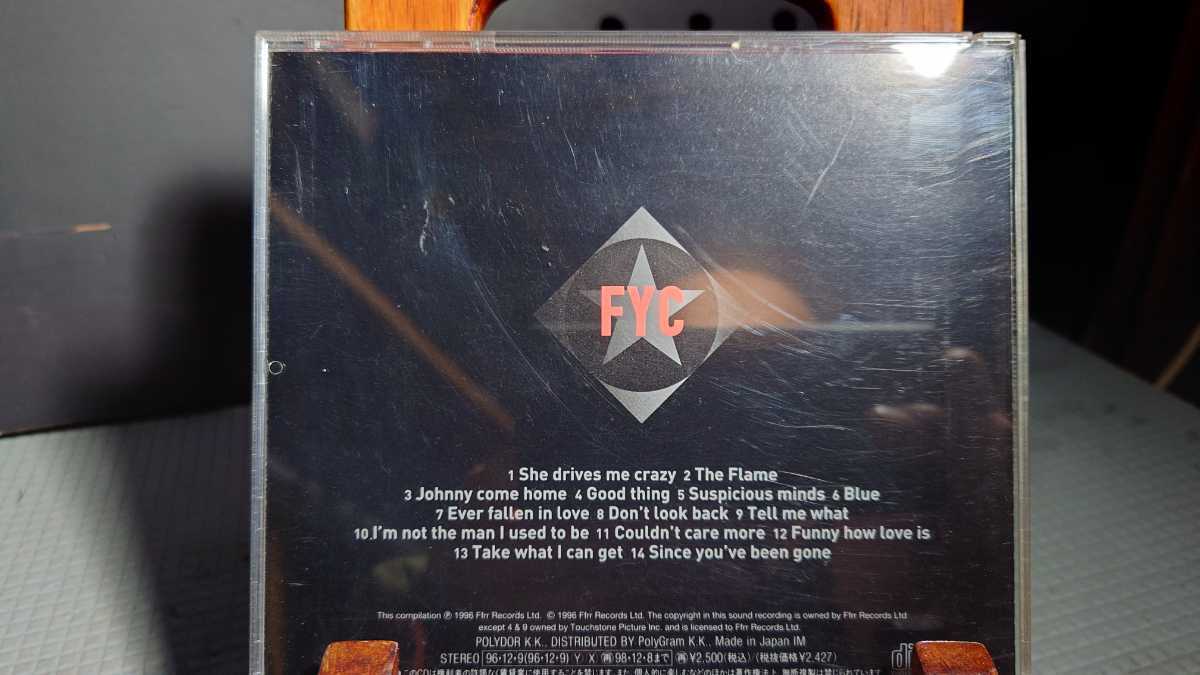 FYC
1 She drives me crazy 2 The Flame
3 Johnny come home 4 Good thing 5 Suspicious minds 6 Blue
7 Ever fallen in love 8 Don't look back 9 Tell me what
10 I'm not the man I used to be 11 Couldn't care more 12 Funny how love is
13 Take what I can get 14 Since you've been gone
This compilation ℗ 1996 Ffrr Records Ltd. © 1996 Ffrr Records Ltd. The copyright in this sound recording is owned by Ffrr Records Ltd
except 4 & 9 owned by Touchstone Picture Inc. and is licensed to Ffrr Records Ltd.
POLYDOR K.K., DISTRIBUTED BY PolyGram K.K., Made in Japan IM
STEREO 96・12・9(96・12・9) Y X 再 98・12・8まで 再 ¥2,500(税込)/(税抜価格¥2,427)